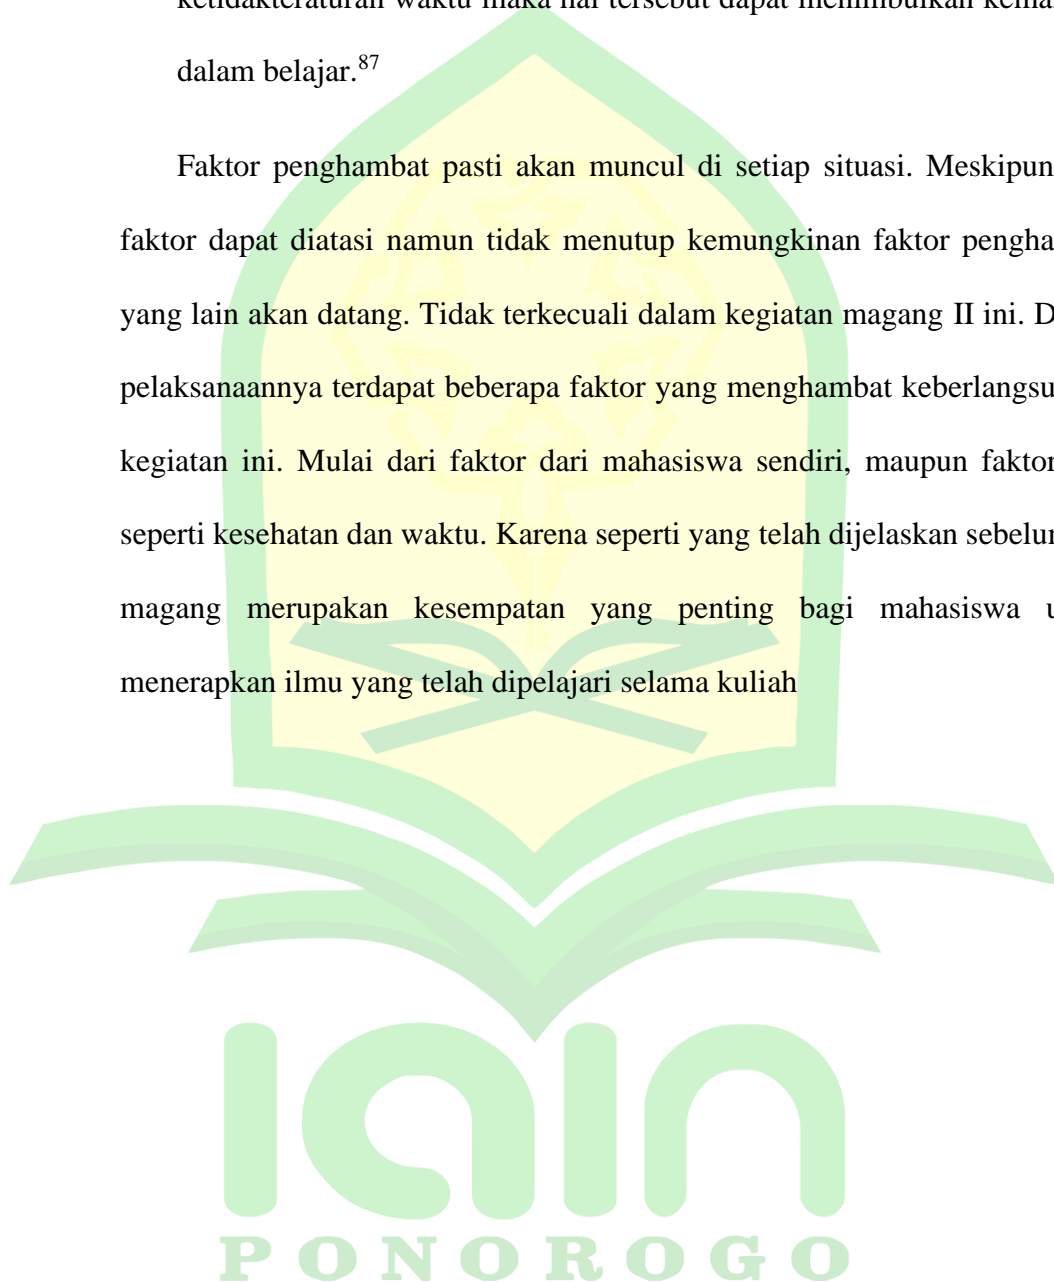 ketidakteraturan waktu maka hal tersebut dapat menimbulkan
dalam belajar.87
Faktor penghambat pasti akan muncul di setiap situasi. Meskipun
faktor dapat diatasi namun tidak menutup kemungkinan faktor
yang lain akan datang. Tidak terkecuali dalam kegiatan magang II ini.
pelaksanaannya terdapat beberapa faktor yang menghambat
kegiatan ini. Mulai dari faktor dari mahasiswa sendiri, maupun faktor
seperti kesehatan dan waktu. Karena seperti yang telah dijelaskan
magang merupakan kesempatan yang penting bagi mahasiswa
menerapkan ilmu yang telah dipelajari selama kuliah
iain
PONOROGO